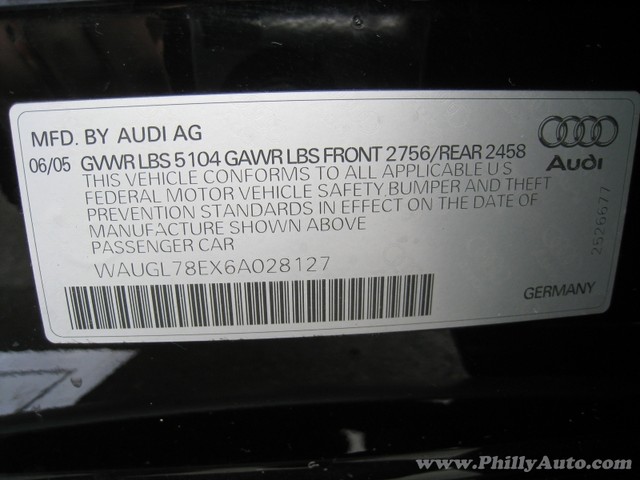 MFD. BY AUDI AG
06/05 GVWR LBS 5104 GAWR LBS FRONT 2756/REAR 2458
THIS VEHICLE CONFORMS TO ALL APPLICABLE U S
FEDERAL MOTOR VEHICLE SAFETY BUMPER AND THEFT
PREVENTION STANDARDS IN EFFECT ON THE DATE OF
MANUFACTURE SHOWN ABOVE
PASSENGER CAR
WAUGL78EX6A028127
Audi
2526677
GERMANY
www.PhillyAuto.com